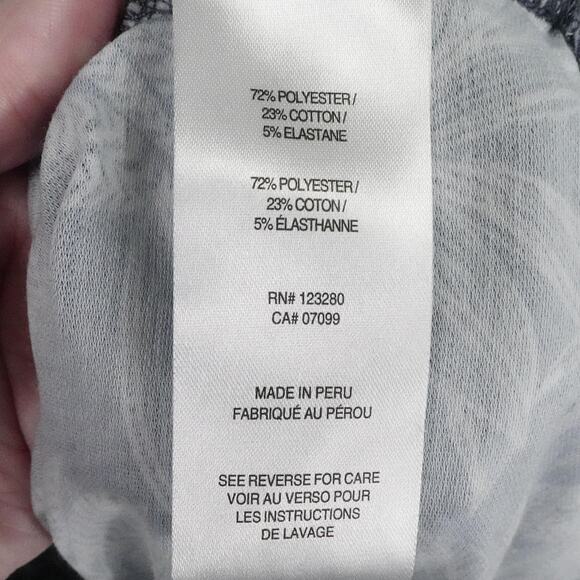 72% POLYESTER /
23% COTTON /
5% ELASTANE
72% POLYESTER /
23% COTON /
5% ÉLASTHANNE
RN# 123280
CA# 07099
MADE IN PERU
FABRIQUÉ AU PÉROU
SEE REVERSE FOR CARE
VOIR AU VERSO POUR
LES INSTRUCTIONS
DE LAVAGE